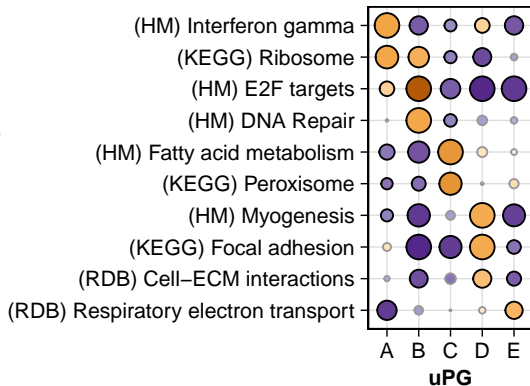 (HM) Interferon gamma
(KEGG) Ribosome
(HM) E2F targets
(HM) DNA Repair
(HM) Fatty acid metabolism
(KEGG) Peroxisome
(HM) Myogenesis
(KEGG) Focal adhesion
(RDB) Cell−ECM interactions
(RDB) Respiratory electron transport
A B C D E
uPG